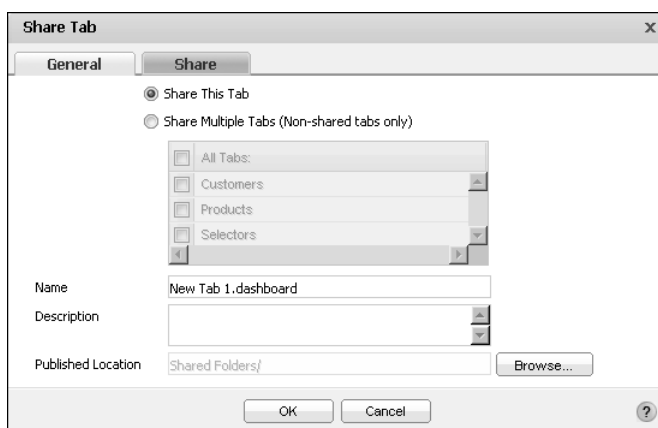 Share Tab x
General Share
Share This Tab
Share Multiple Tabs (Non-shared tabs only)
All Tabs:
Customers
Products
Selectors
Name New Tab 1.dashboard
Description
Published Location Shared Folders/ Browse...
OK Cancel ?